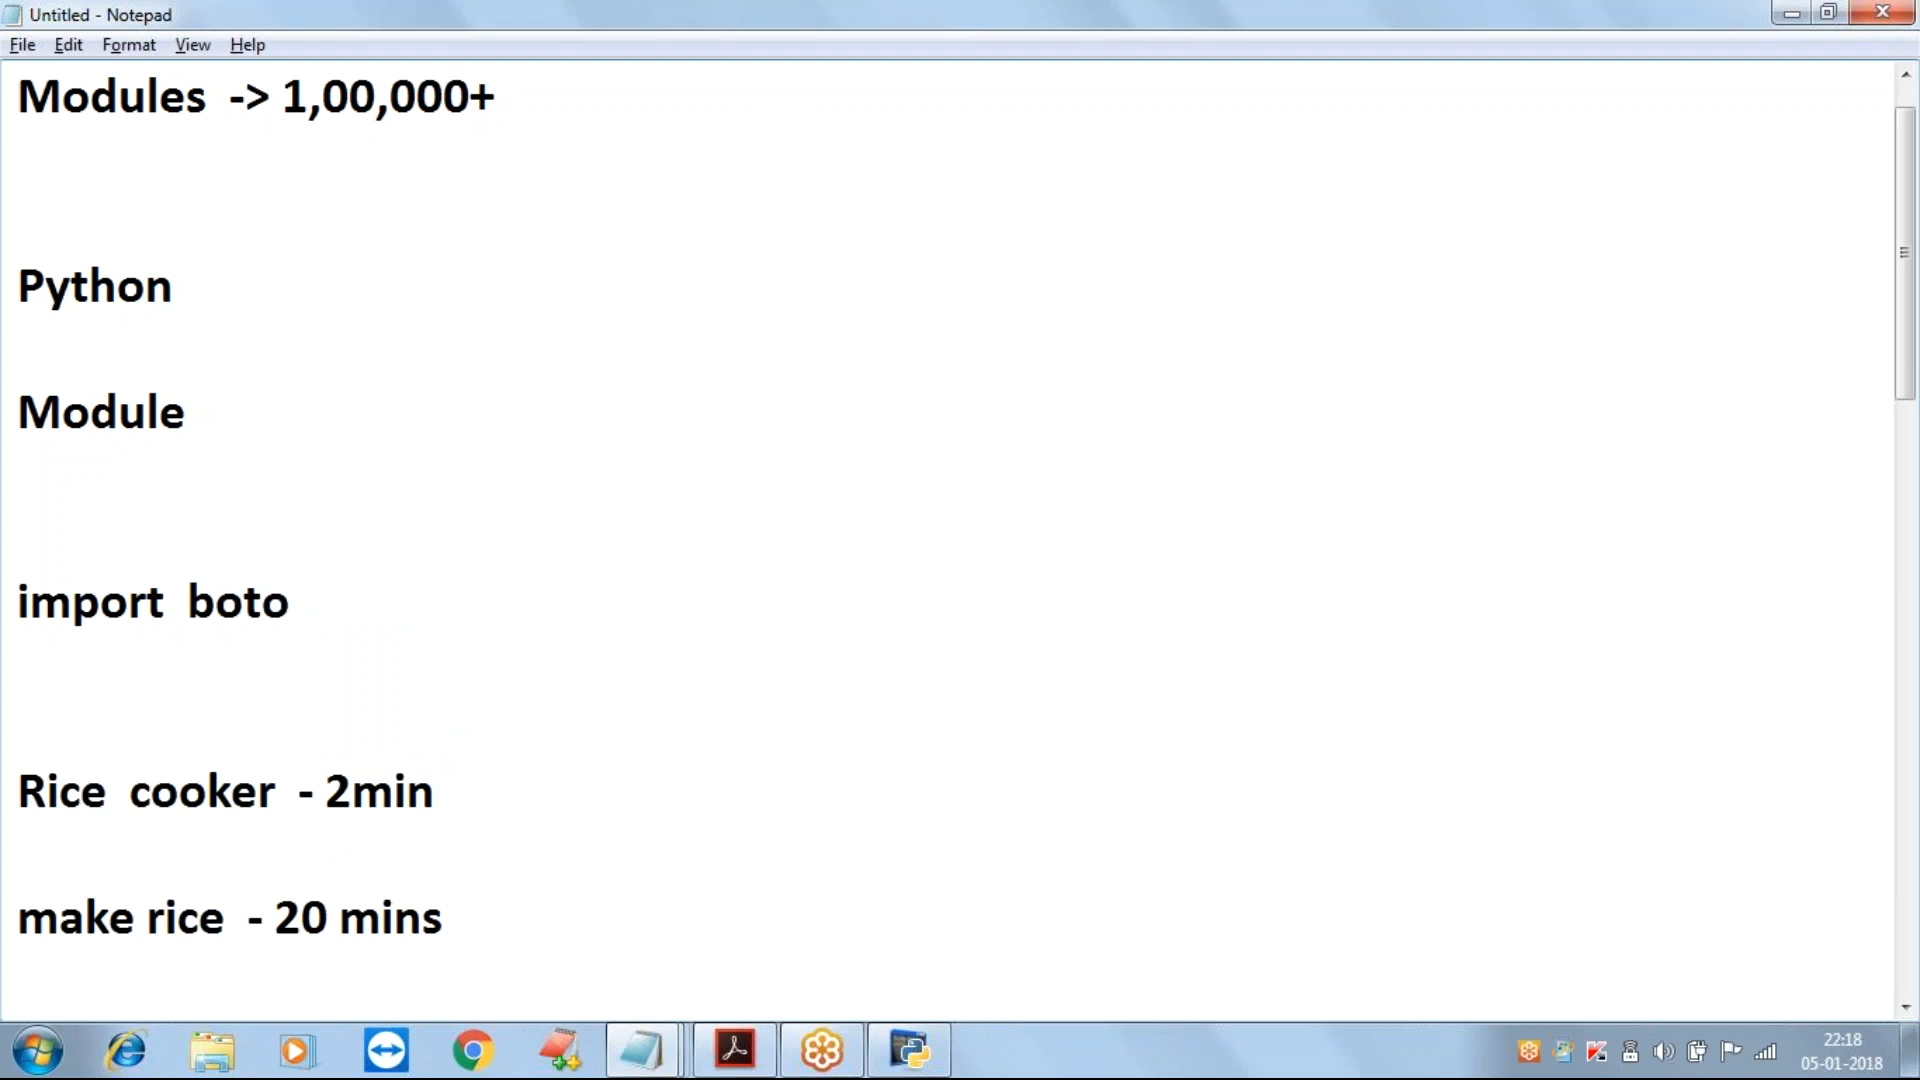 Untitled - Notepad
File Edit Format View Help
Modules -> 1,00,000+
Python
Module
import boto
Rice cooker - 2min
make rice - 20 mins
22:18
05-01-2018